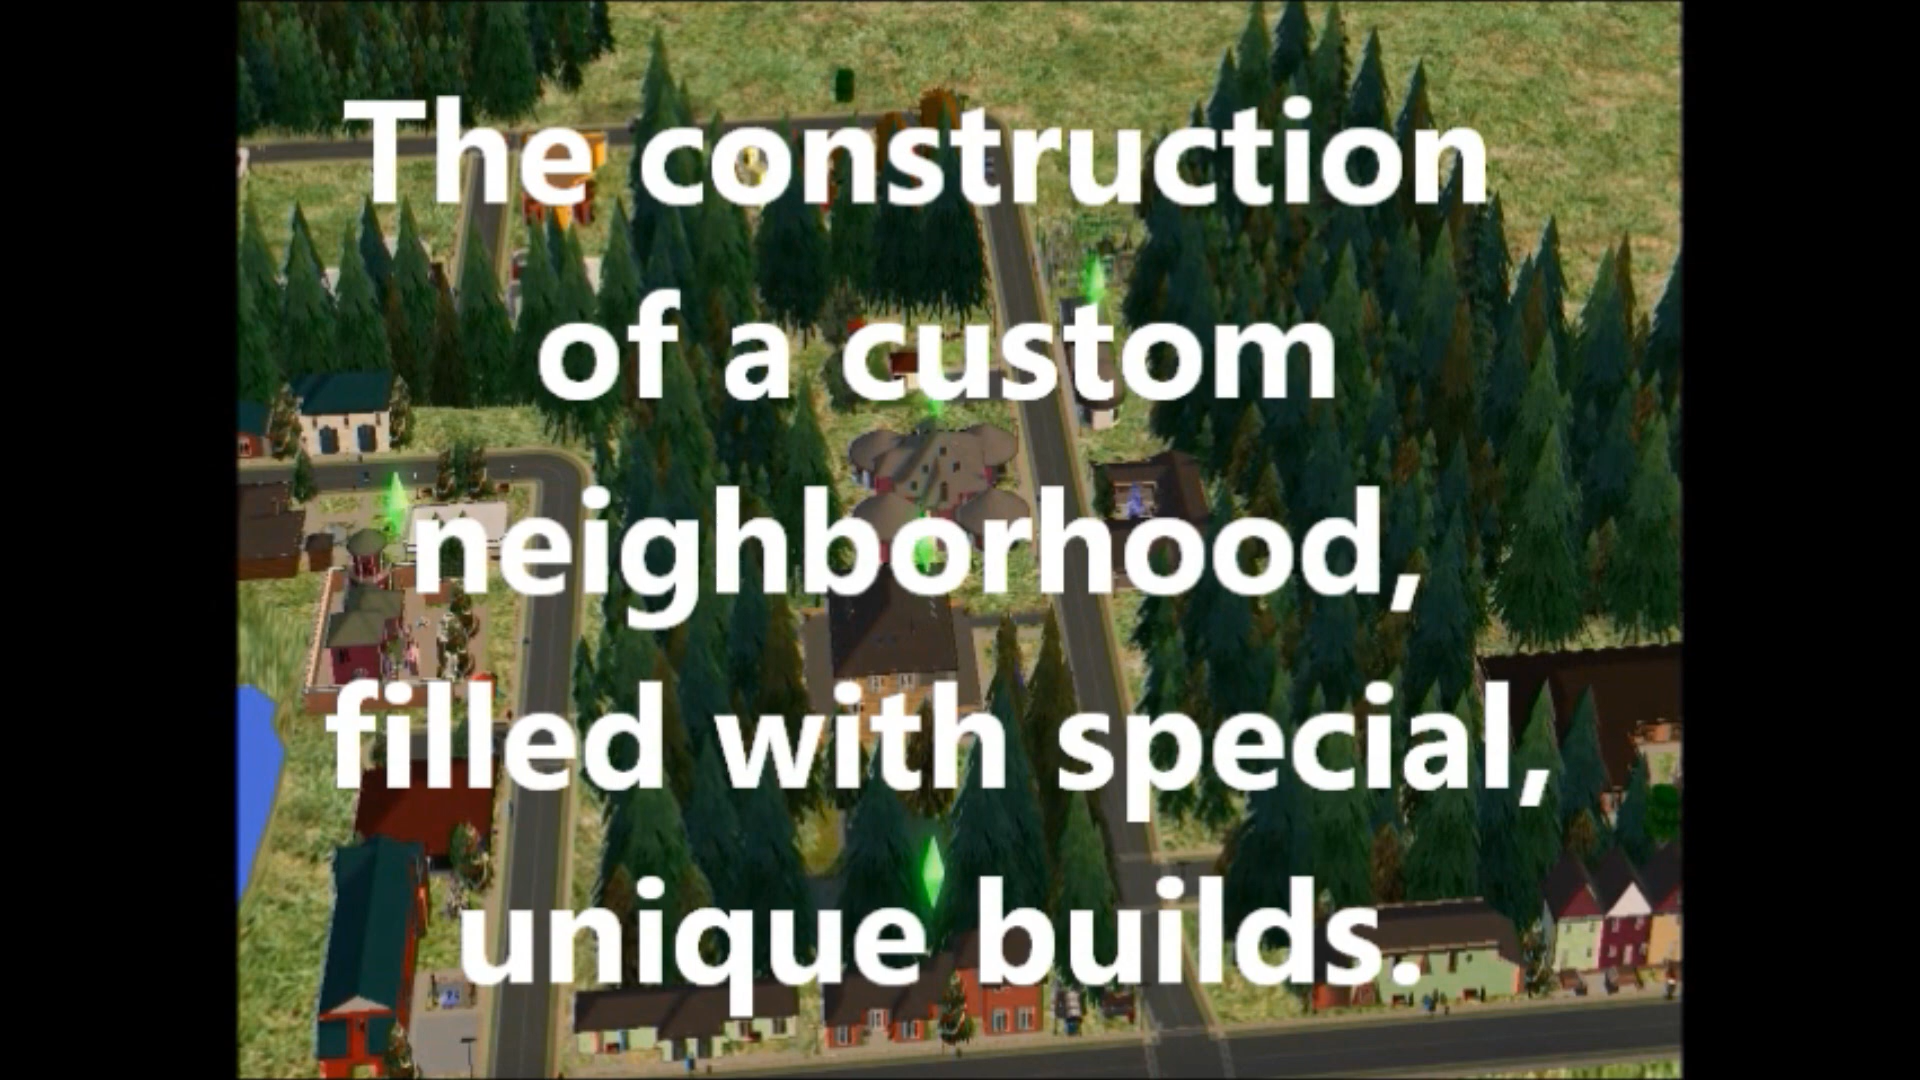 The construction
of a custom
neighborhood,
filled with special,
unique builds.